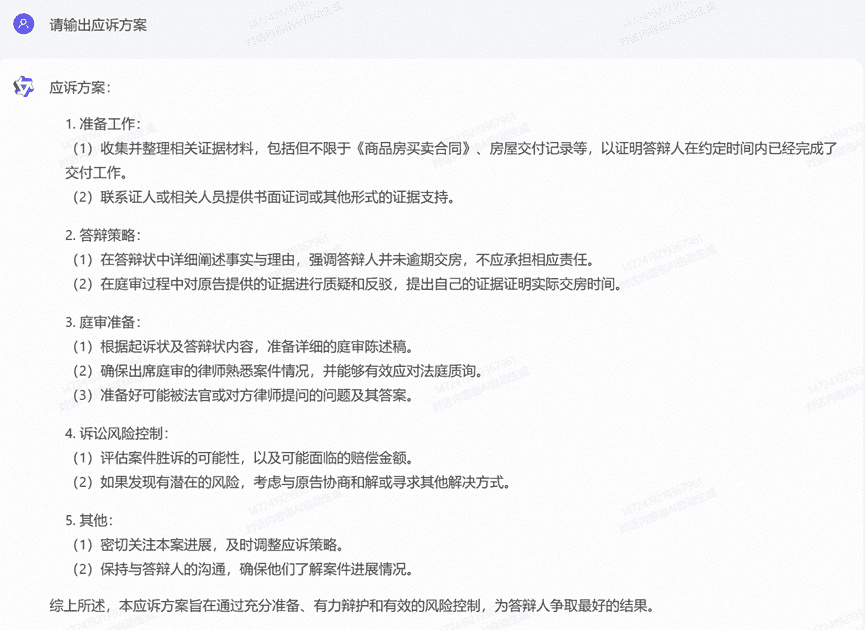 请输出应诉方案
应诉方案：
1. 准备工作：
（1）收集并整理相关证据材料，包括但不限于《商品房买卖合同》、房屋交付记录等，以证明答辩人在约定时间内已经完成了
交付工作。
（2）联系证人或相关人员提供书面证词或其他形式的证据支持。
2. 答辩策略：
（1）在答辩状中详细阐述事实与理由，强调答辩人并未逾期交房，不应承担相应责任。
（2）在庭审过程中对原告提供的证据进行质疑和反驳，提出自己的证据证明实际交房时间。
3. 庭审准备：
（1）根据起诉状及答辩状内容，准备详细的庭审陈述稿。
（2）确保出席庭审的律师熟悉案件情况，并能够有效应对法庭质询。
（3）准备好可能被法官或对方律师提问的问题及其答案。
4. 诉讼风险控制：
（1）评估案件胜诉的可能性，以及可能面临的赔偿金额。
（2）如果发现有潜在的风险，考虑与原告协商和解或寻求其他解决方式。
5. 其他：
（1）密切关注本案进展，及时调整应诉策略。
（2）保持与答辩人的沟通，确保他们了解案件进展情况。
综上所述，本应诉方案旨在通过充分准备、有力辩护和有效的风险控制，为答辩人争取最好的结果。